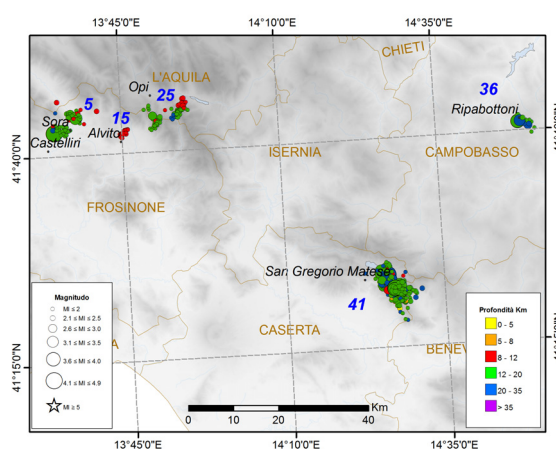 13°45'0"E 14°10'0"E 14°35'0"E
CHIETI
L'AQUILA
Opi
25
36
5
Ripabottoni
Sora
15
Alvito
Castelliri
41°40'0"N
ISERNIA
CAMPOBASSO
FROSINONE
San Gregorio Matese
41
CASERTA
BENEV
41°15'0"N
Magnitudo
Ml ≤ 2
2.1 ≤ Ml ≤ 2.5
2.6 ≤ Ml ≤ 3.0
3.1 ≤ Ml ≤ 3.5
3.6 ≤ Ml ≤ 4.0
4.1 ≤ Ml ≤ 4.9
Ml ≥ 5
Profondità Km
0 - 5
5 - 8
8 - 12
12 - 20
20 - 35
> 35
Km
0 10 20 40
13°45'0"E 14°10'0"E 14°35'0"E